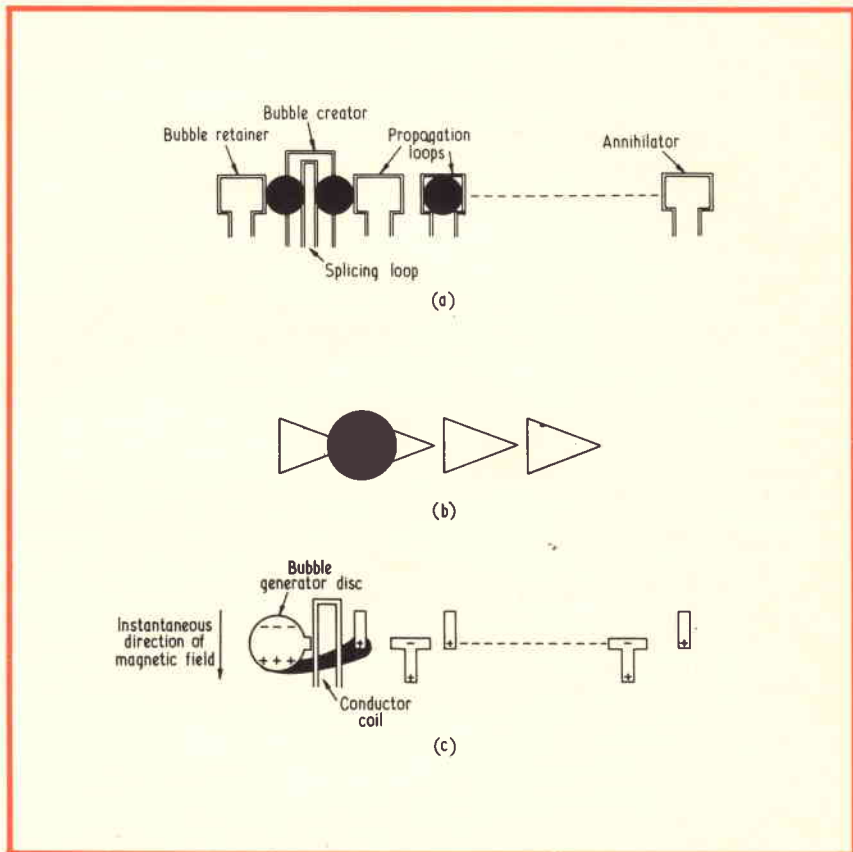 Bubble creator
Bubble retainer
Propagation
loops
Annihilator
Splicing loop
(a)
(b)
Bubble
generator disc
Instantaneous
direction of
magnetic field
− − − −
+ + +
+
−
+
+
−
+
+
Conductor
coil
(c)